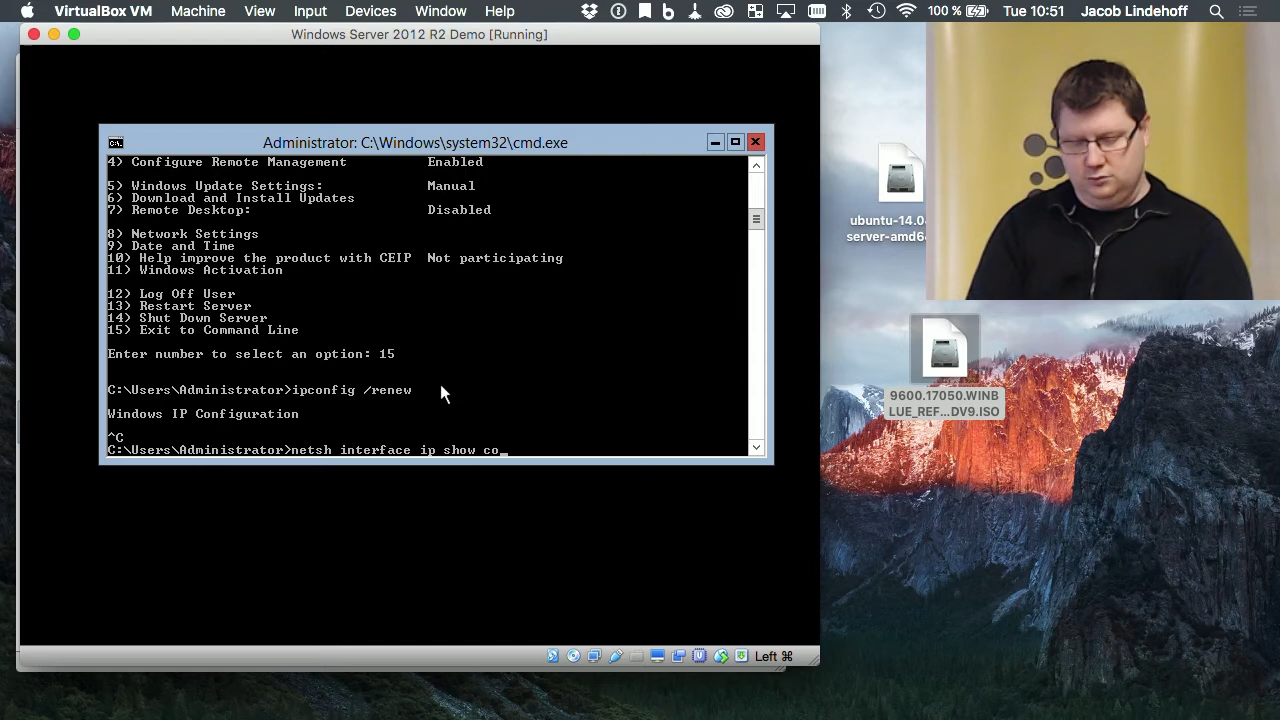 VirtualBox VM Machine View Input Devices Window Help 100 % Tue 10:51 Jacob Lindehoff
Windows Server 2012 R2 Demo [Running]
Administrator: C:\Windows\system32\cmd.exe
4) Configure Remote Management Enabled
5) Windows Update Settings: Manual
6) Download and Install Updates
7) Remote Desktop: Disabled
8) Network Settings
9) Date and Time
10) Help improve the product with CEIP Not participating
11) Windows Activation
12) Log Off User
13) Restart Server
14) Shut Down Server
15) Exit to Command Line
Enter number to select an option: 15
C:\Users\Administrator>ipconfig /renew
Windows IP Configuration
^C
C:\Users\Administrator>netsh interface ip show co_
Left ⌘
ubuntu-14.04
server-amd6
9600.17050.WINB
LUE_REF...DV9.ISO